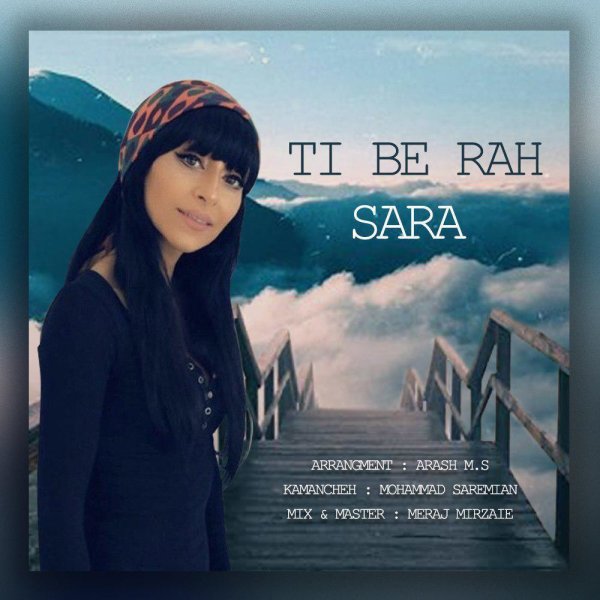 TI BE RAH
SARA
ARRANGMENT : ARASH M.S
KAMANCHEH : MOHAMMAD SAREMIAN
MIX & MASTER : MERAJ MIRZAIE